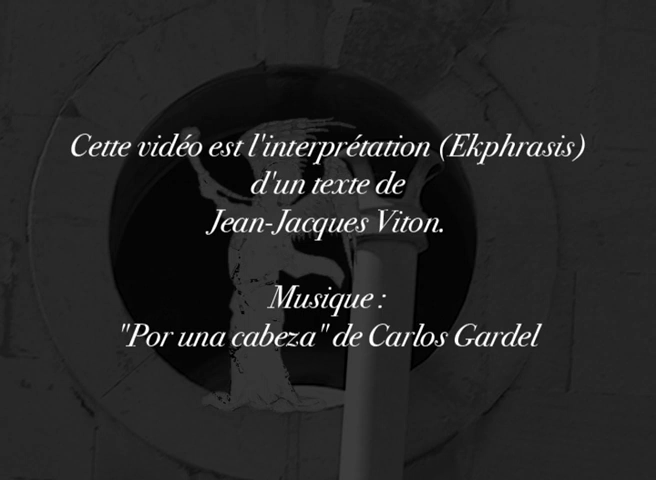 Cette vidéo est l'interprétation (Ekphrasis)
d'un texte de
Jean-Jacques Viton.
Musique :
"Por una cabeza" de Carlos Gardel